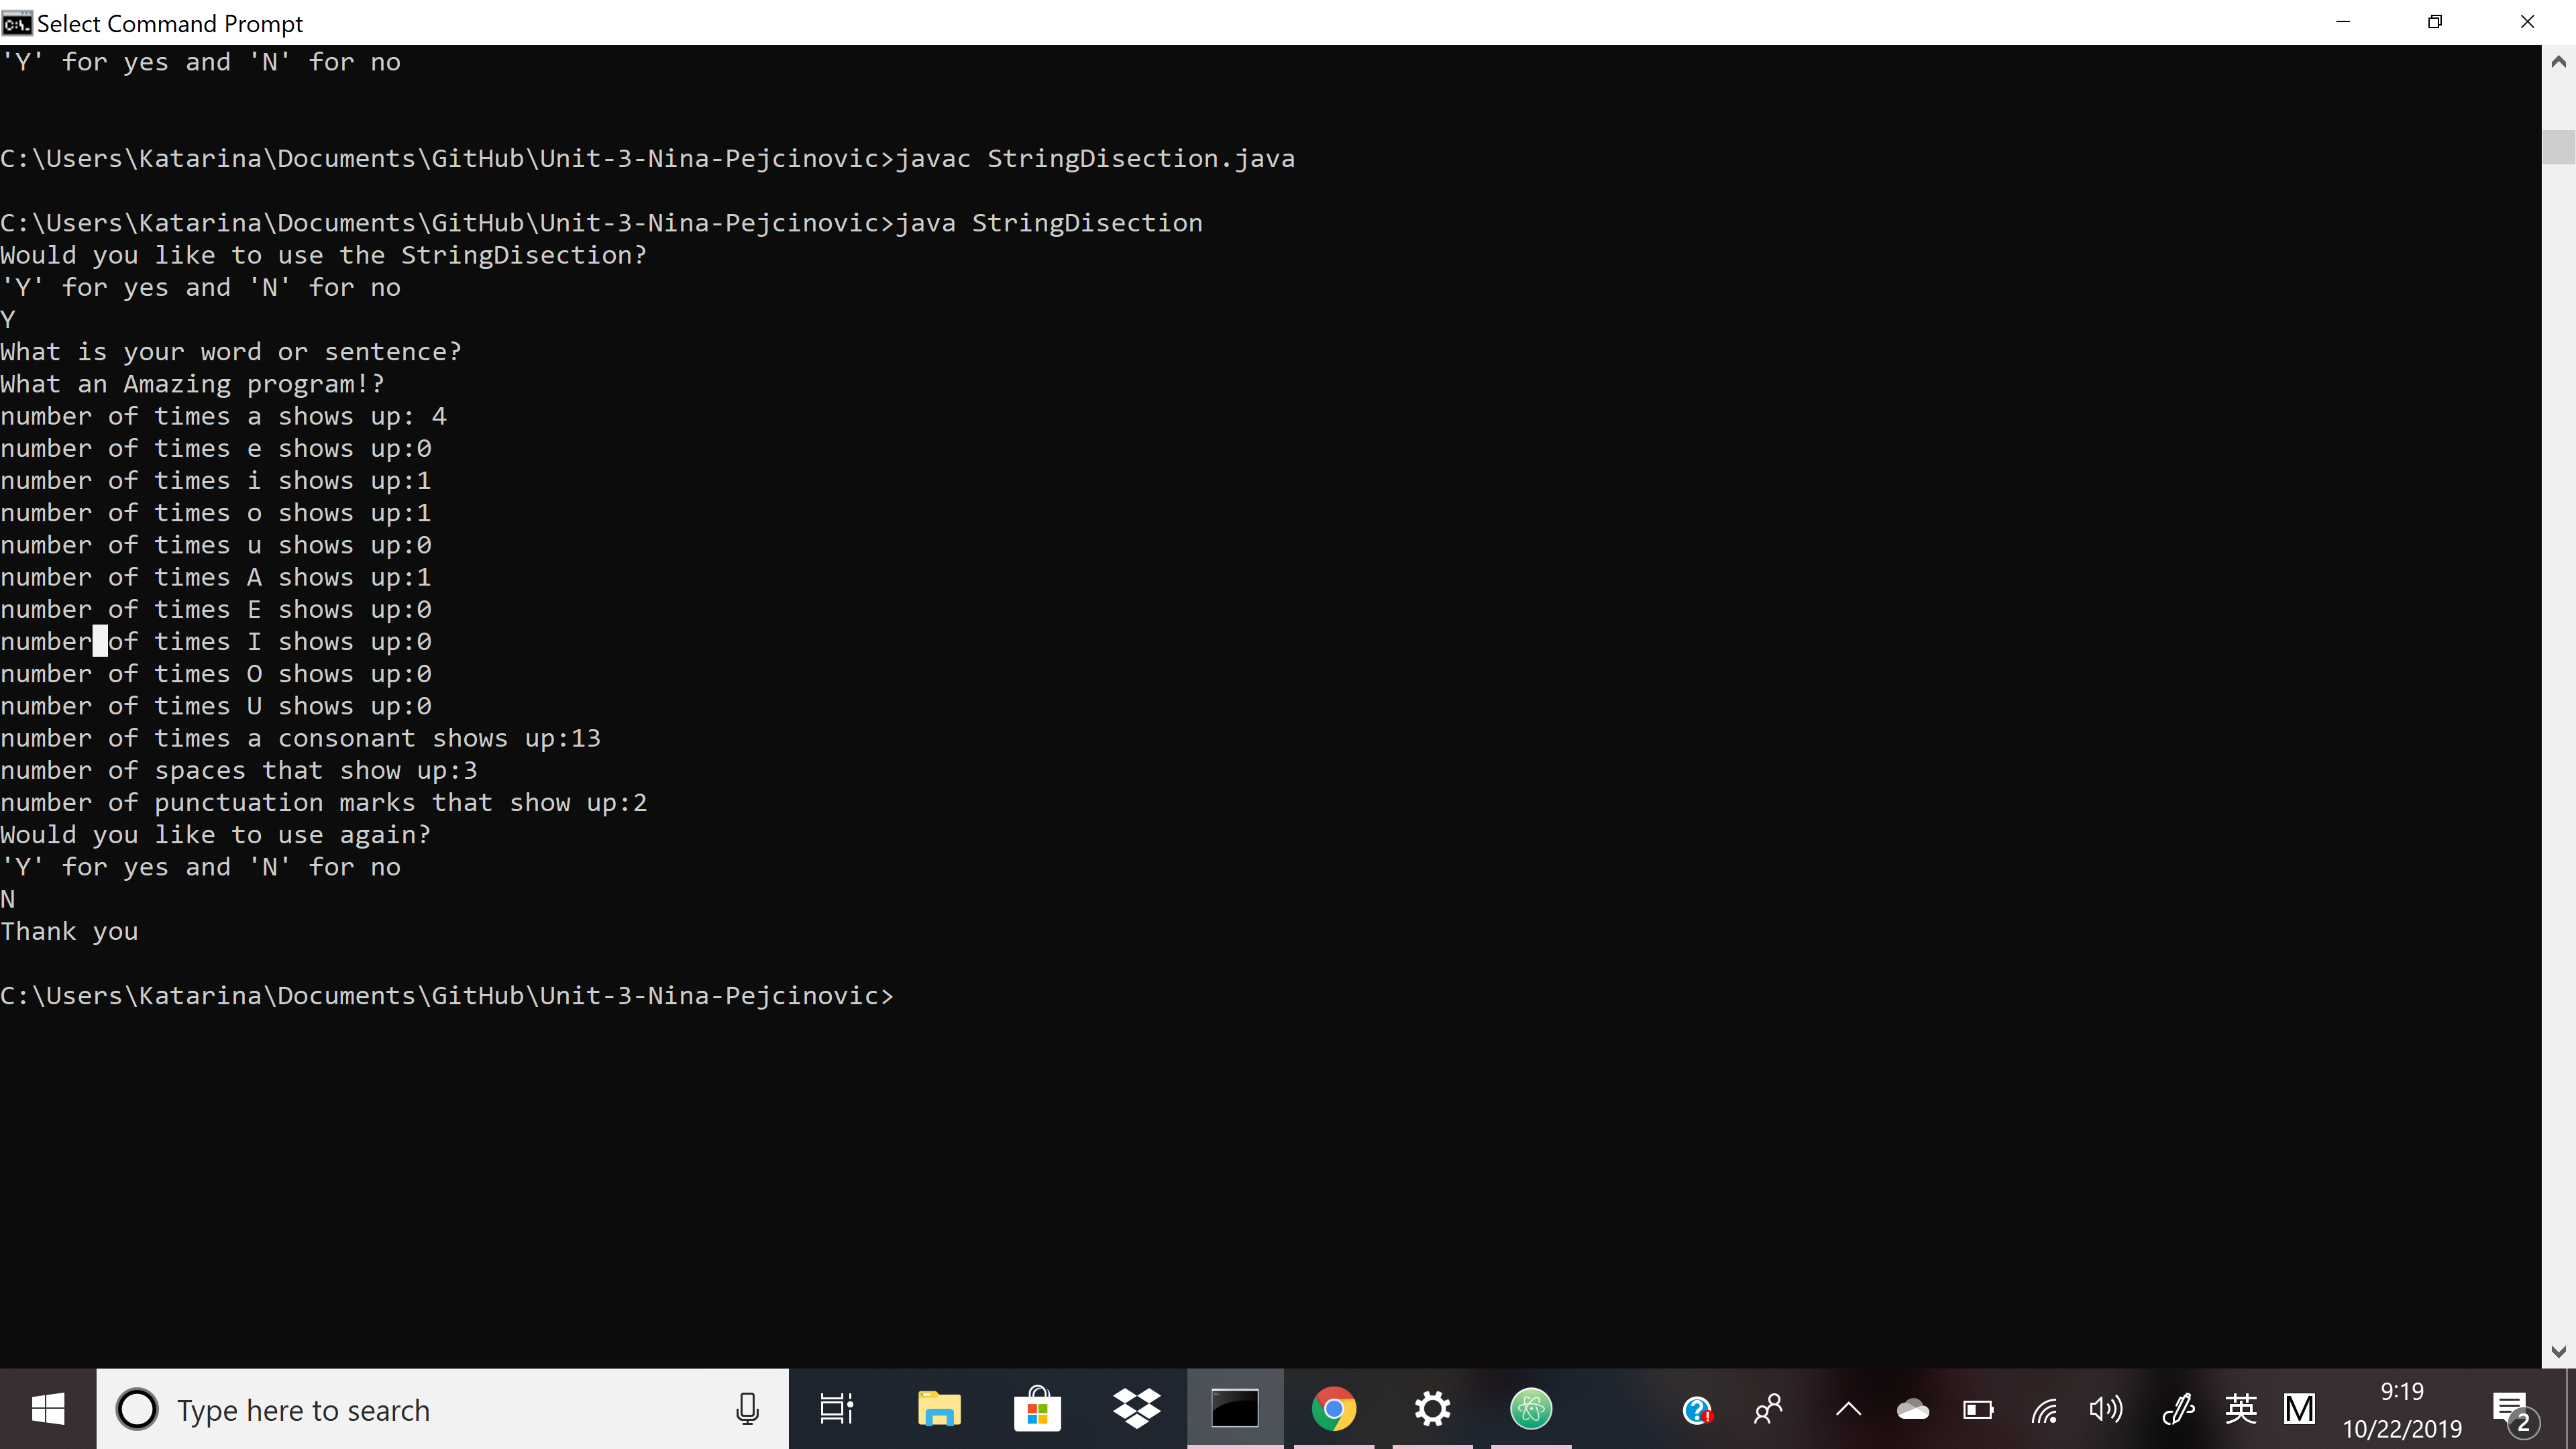 Select Command Prompt
'Y' for yes and 'N' for no
C:\Users\Katarina\Documents\GitHub\Unit-3-Nina-Pejcinovic>javac StringDisection.java
C:\Users\Katarina\Documents\GitHub\Unit-3-Nina-Pejcinovic>java StringDisection
Would you like to use the StringDisection?
'Y' for yes and 'N' for no
Y
What is your word or sentence?
What an Amazing program!?
number of times a shows up: 4
number of times e shows up:0
number of times i shows up:1
number of times o shows up:1
number of times u shows up:0
number of times A shows up:1
number of times E shows up:0
number of times I shows up:0
number of times O shows up:0
number of times U shows up:0
number of times a consonant shows up:13
number of spaces that show up:3
number of punctuation marks that show up:2
Would you like to use again?
'Y' for yes and 'N' for no
N
Thank you
C:\Users\Katarina\Documents\GitHub\Unit-3-Nina-Pejcinovic>
Type here to search
英
M
9:19
10/22/2019
2